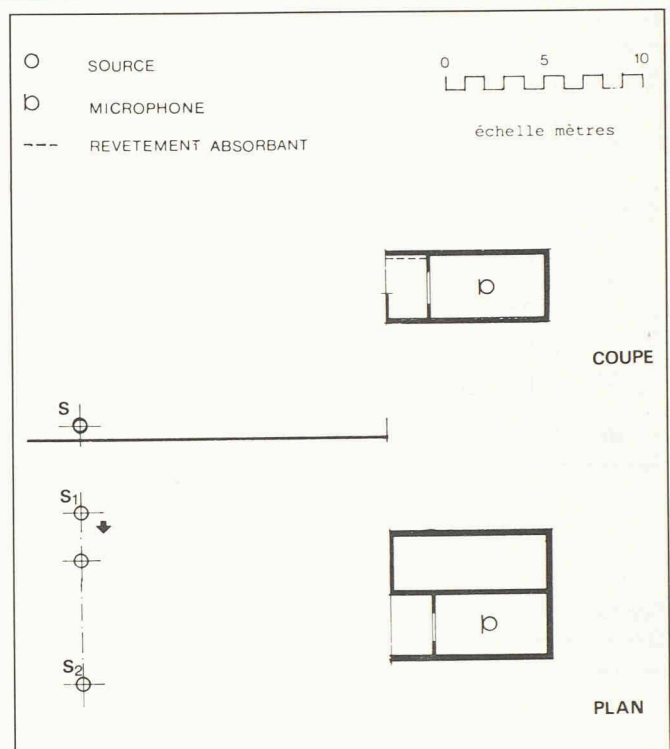 SOURCE
MICROPHONE
--- REVETEMENT ABSORBANT
0 5 10
échelle mètres
COUPE
S
S1
S2
PLAN